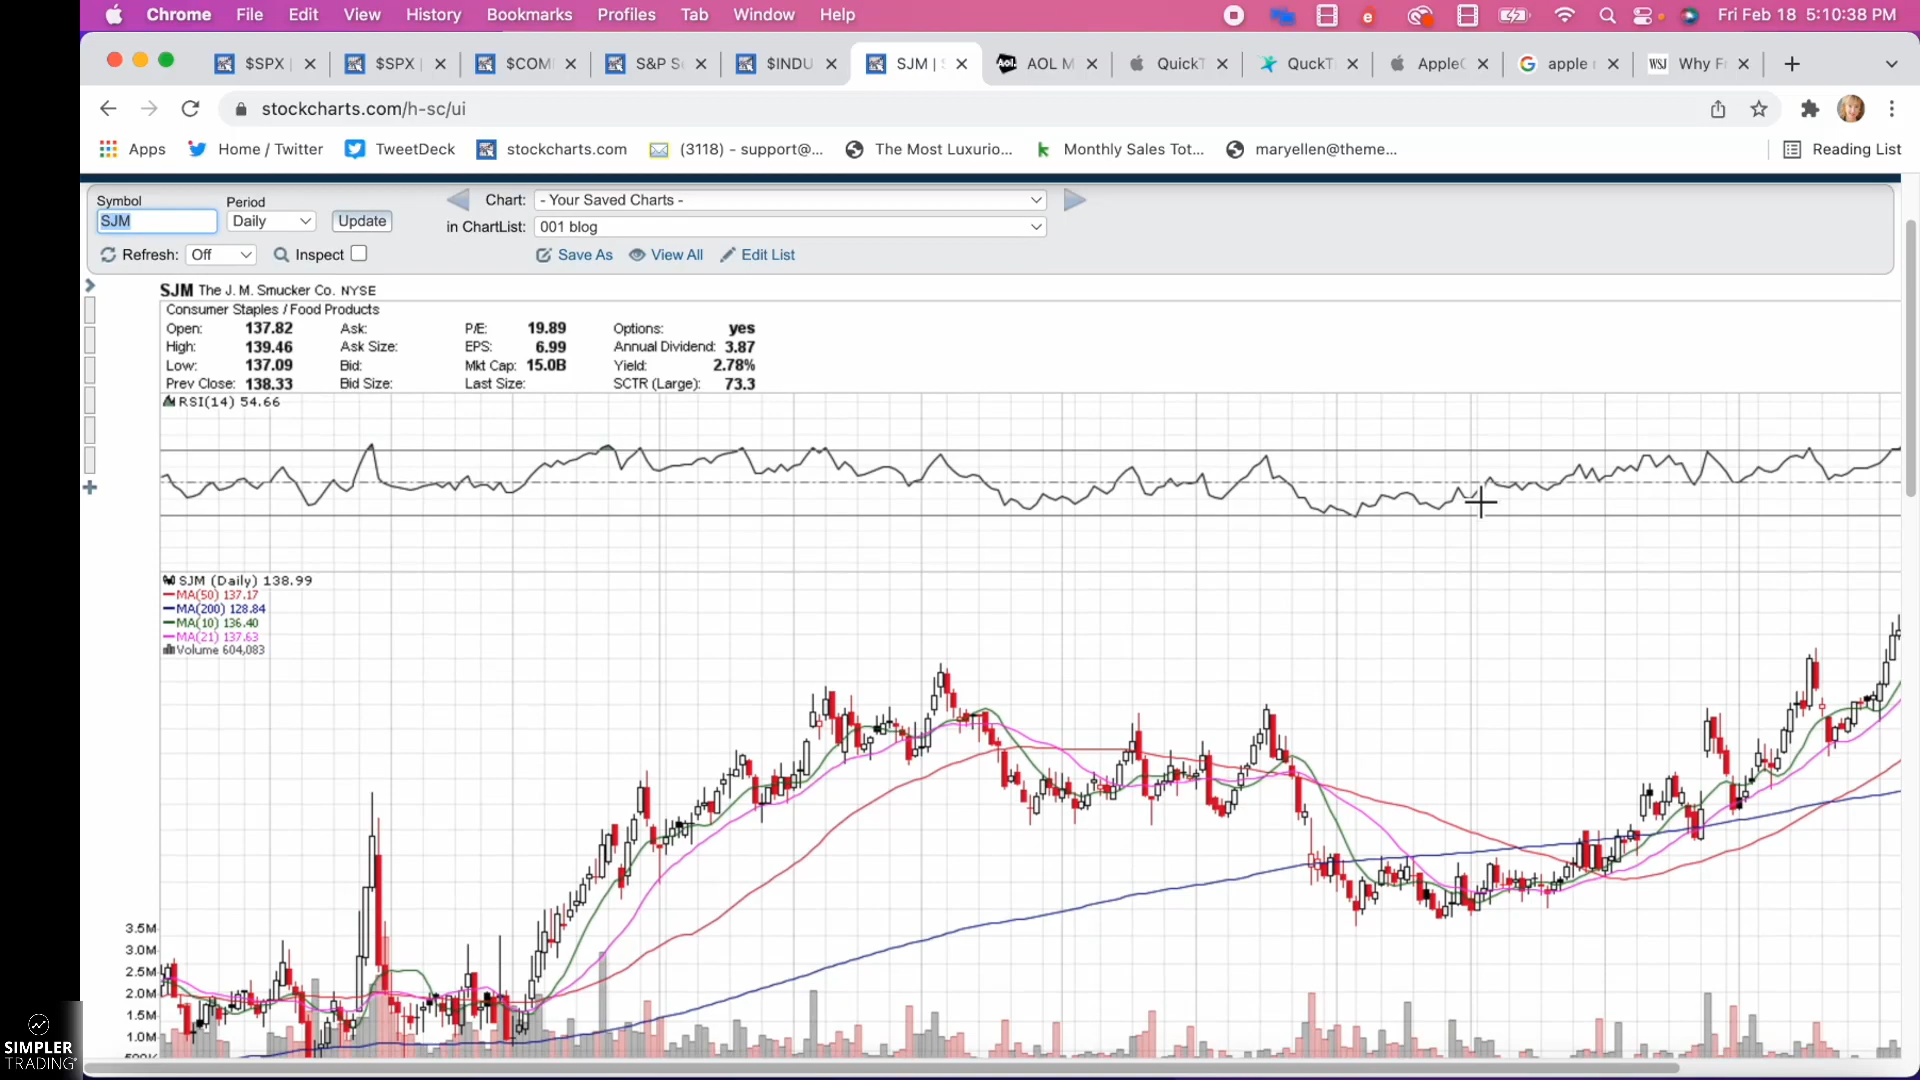 Chrome File Edit View History Bookmarks Profiles Tab Window Help Fri Feb 18 5:10:38 PM
$SPX | $SPX | $COM S&P S $INDU SJM | S AOL M QuickT QuckT Apple apple WSJ Why F
stockcharts.com/h-sc/ui
Apps Home / Twitter TweetDeck stockcharts.com (3118) - support@... The Most Luxurio... Monthly Sales Tot... maryellen@theme... Reading List
Symbol Period Chart: - Your Saved Charts -
SJM Daily Update in ChartList: 001 blog
Refresh: Off Inspect Save As View All Edit List
SJM The J. M. Smucker Co. NYSE
Consumer Staples / Food Products
Open: 137.82 Ask: P/E: 19.89 Options: yes
High: 139.46 Ask Size: EPS: 6.99 Annual Dividend: 3.87
Low: 137.09 Bid: Mkt Cap: 15.0B Yield: 2.78%
Prev Close: 138.33 Bid Size: Last Size: SCTR (Large): 73.3
RSI(14) 54.66
SJM (Daily) 138.99
MA(50) 137.17
MA(200) 128.84
MA(10) 136.40
MA(21) 137.63
Volume 604,083
3.5M
3.0M
2.5M
2.0M
1.5M
1.0M
SIMPLER
TRADING